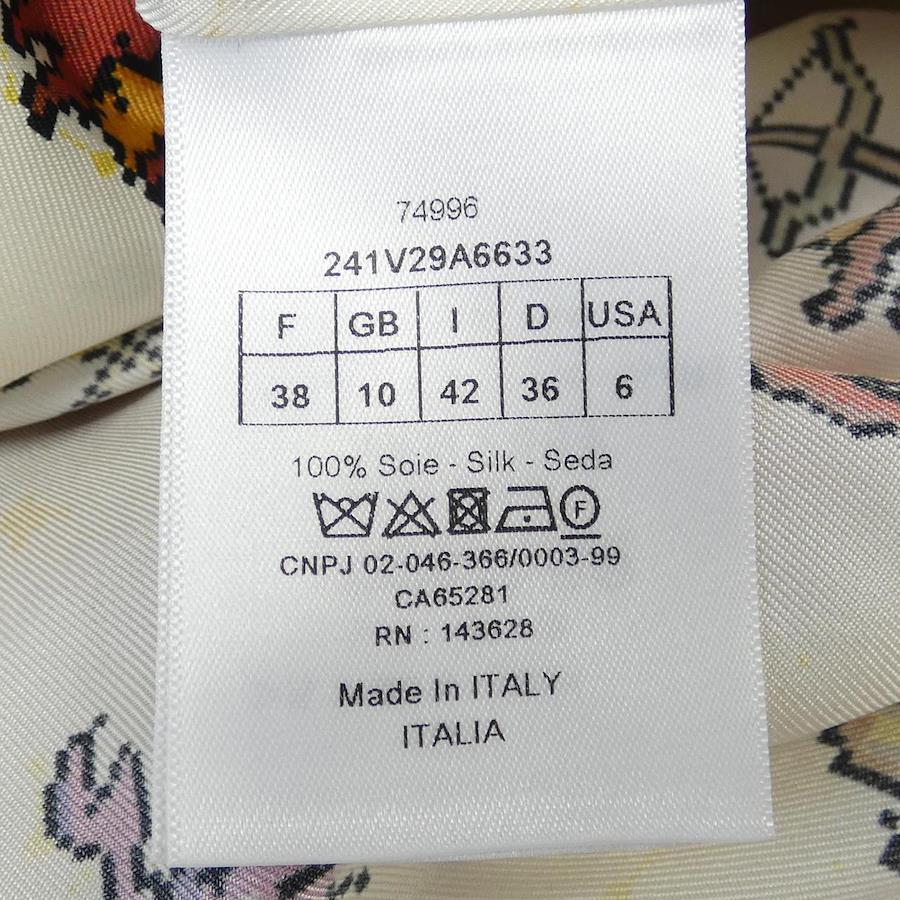 74996
241V29A6633
F GB I D USA
38 10 42 36 6
100% Soie - Silk - Seda
F
CNPJ 02-046-366/0003-99
CA65281
RN : 143628
Made In ITALY
ITALIA